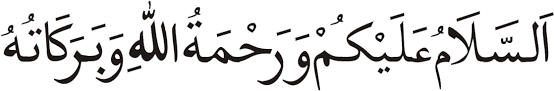 اَلسَّلَامُ عَلَيْكُمْ وَرَحْمَةُ اللهِ وَبَرَكَاتُهُ